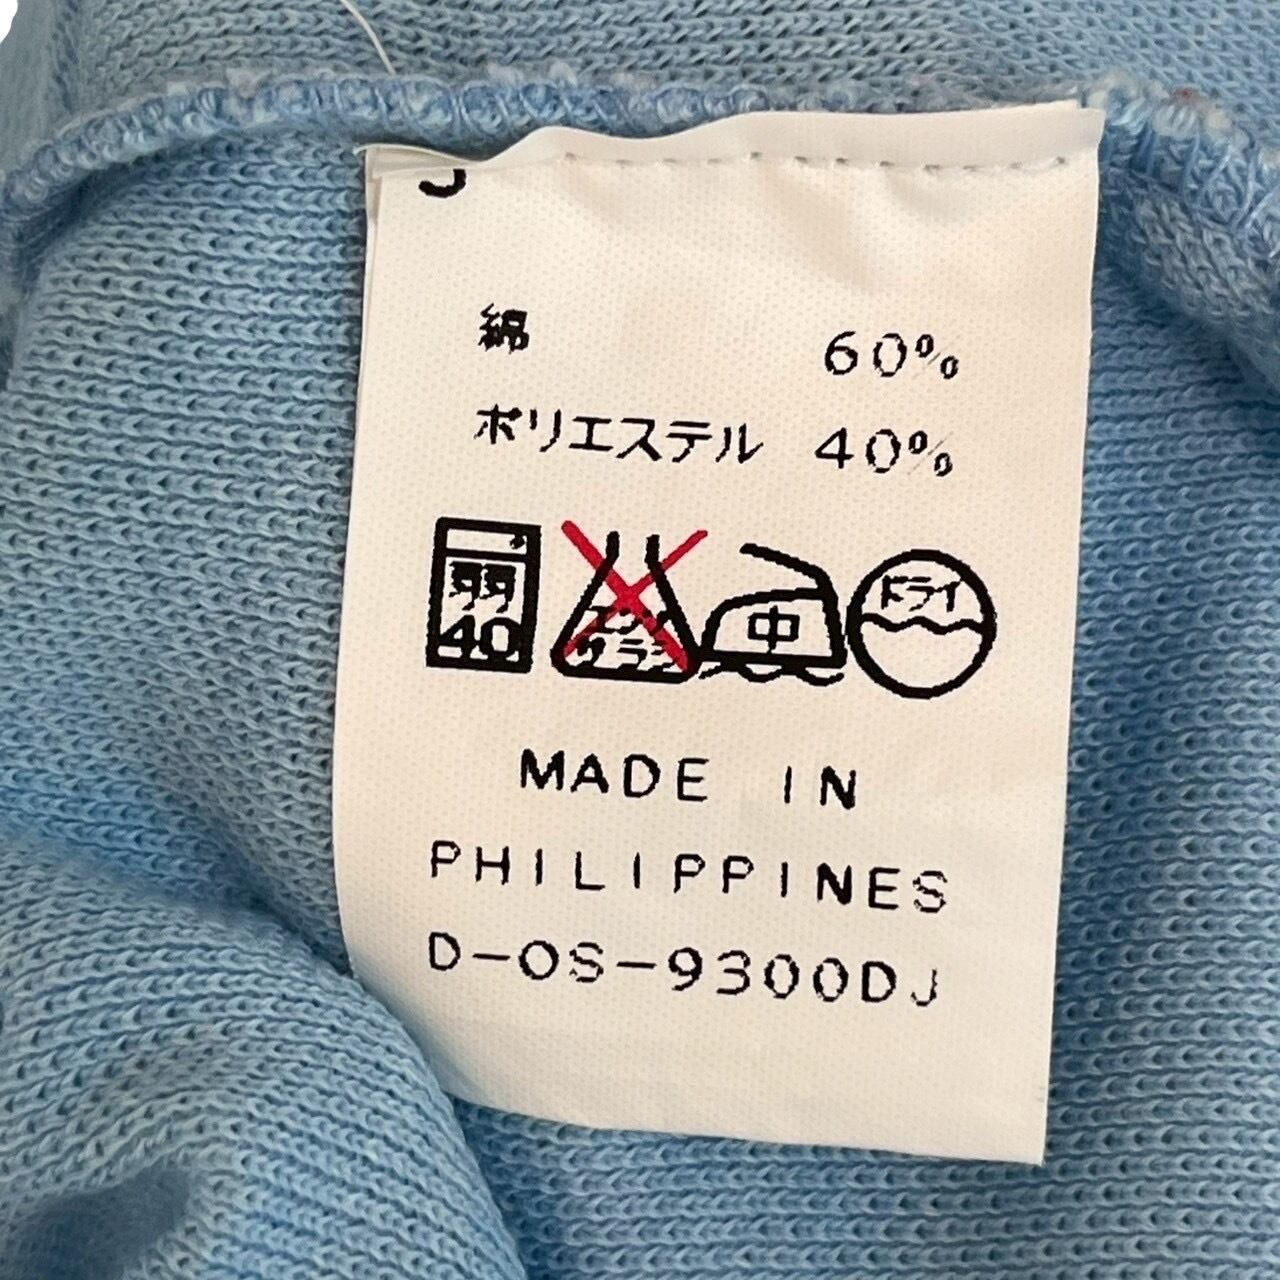 J
綿 60%
ポリエステル 40%
弱 エンソ 中 ドライ
40 サラシ
MADE IN
PHILIPPINES
D-OS-9300DJ